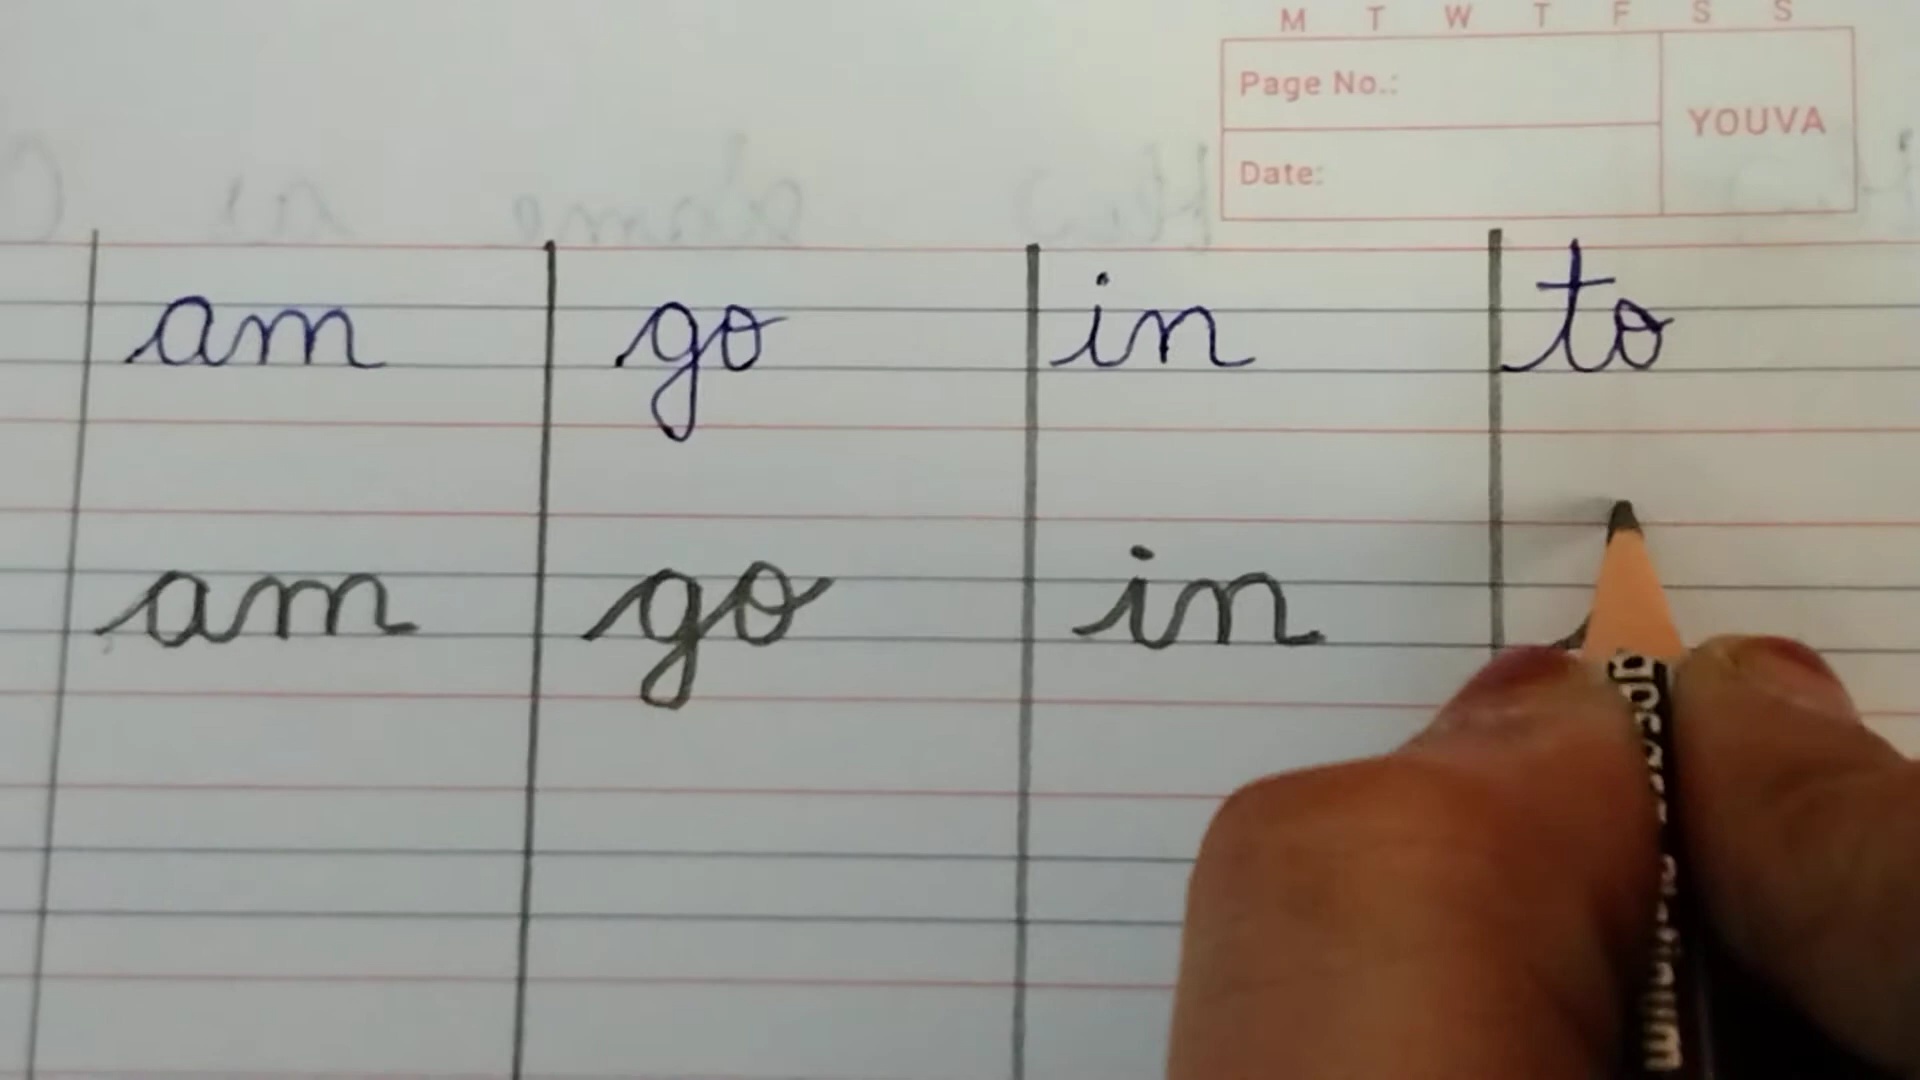 M T W T F S S
Page No.:
YOUVA
Date:
am go in to
am go in